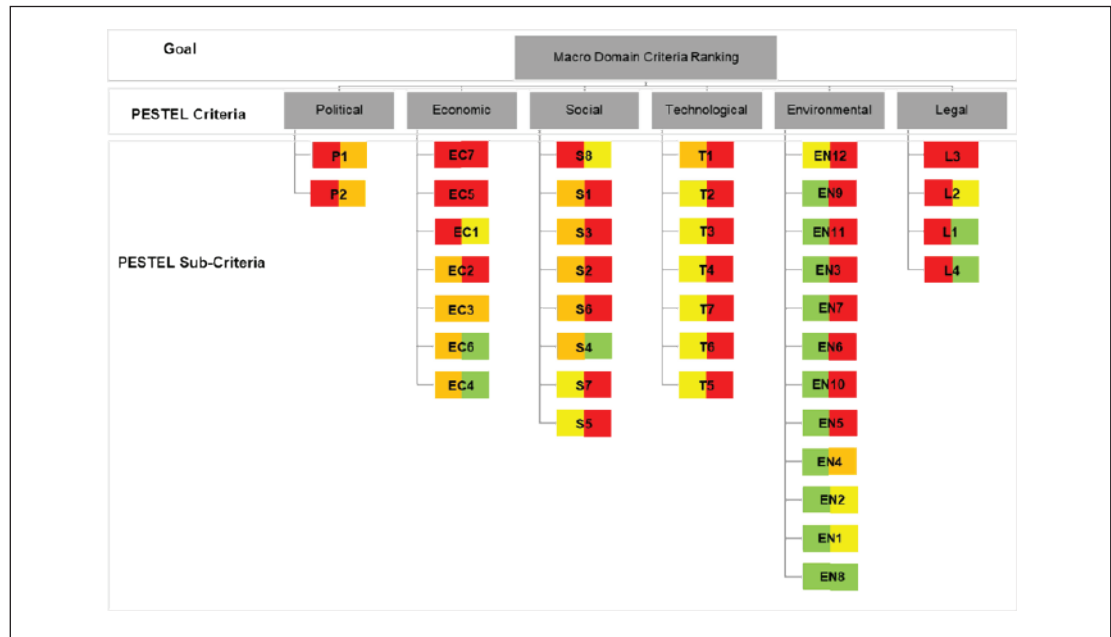 Goal
Macro Domain Criteria Ranking
PESTEL Criteria
Political
Economic
Social
Technological
Environmental
Legal
PESTEL Sub-Criteria
P1
P2
EC7
EC5
EC1
EC2
EC3
EC6
EC4
S8
S1
S3
S2
S6
S4
S7
S5
T1
T2
T3
T4
T7
T6
T5
EN12
EN9
EN11
EN3
EN7
EN6
EN10
EN5
EN4
EN2
EN1
EN8
L3
L2
L1
L4